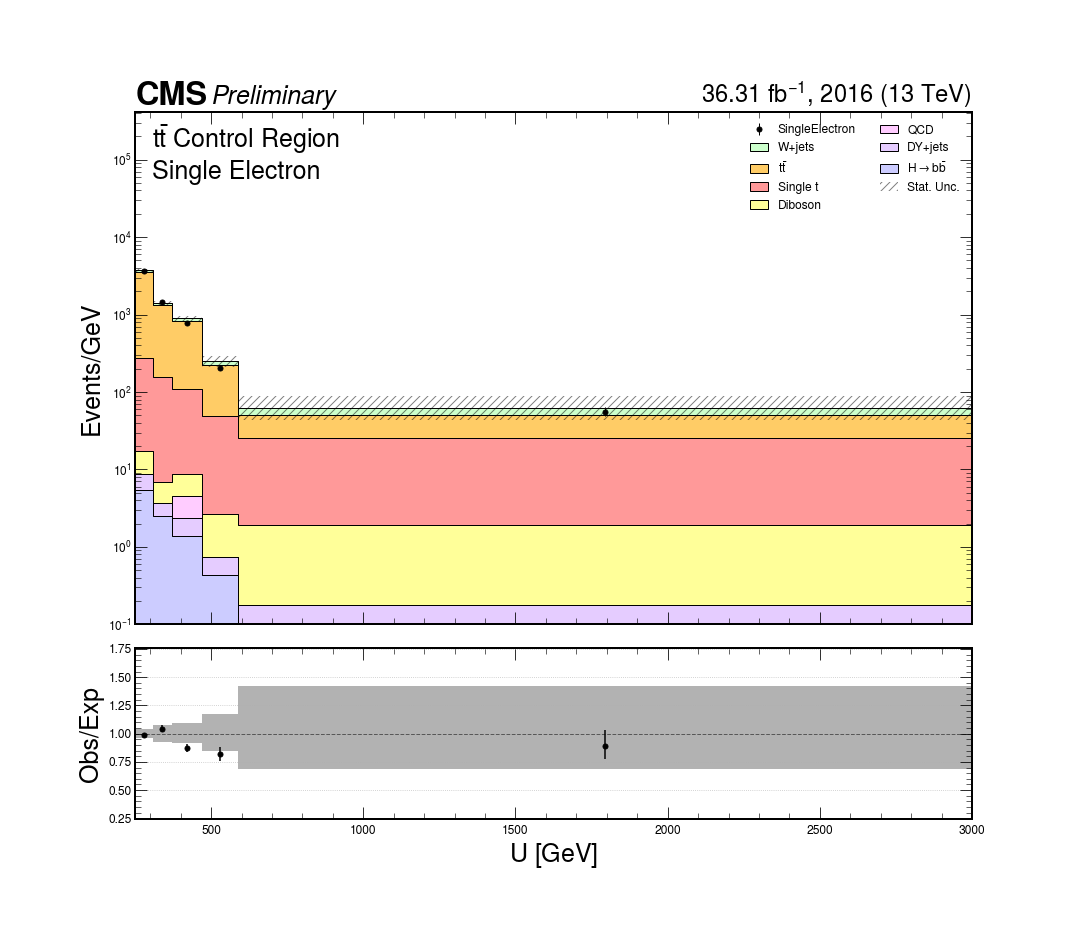 CMS Preliminary
36.31 fb⁻¹, 2016 (13 TeV)
tt̄ Control Region
Single Electron
SingleElectron
W+jets
tt̄
Single t
Diboson
QCD
DY+jets
H→bb̄
Stat. Unc.
Events/GeV
10⁵
10⁴
10³
10²
10¹
10⁰
10⁻¹
Obs/Exp
1.75
1.50
1.25
1.00
0.75
0.50
0.25
500
1000
1500
2000
2500
3000
U [GeV]